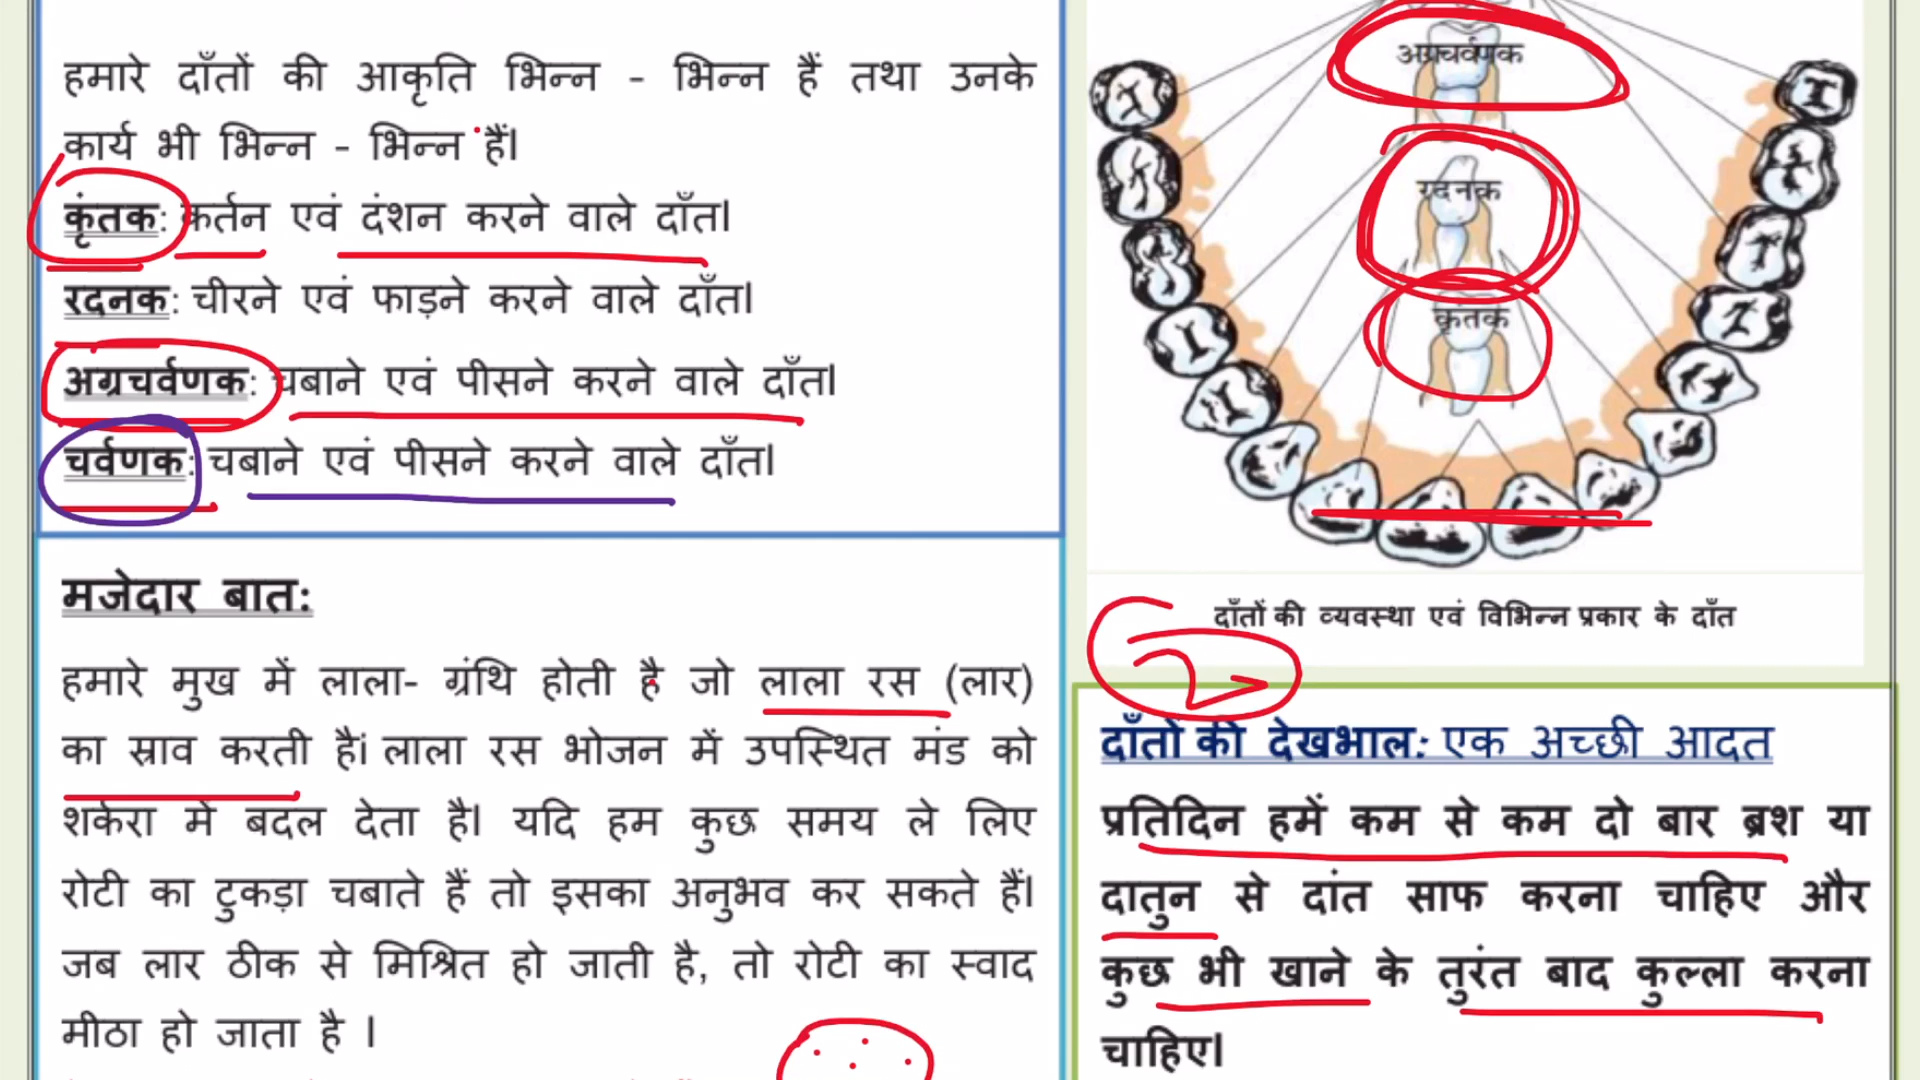 हमारे दाँतों की आकृति भिन्न - भिन्न हैं तथा उनके
कार्य भी भिन्न - भिन्न हैं।
कृंतक: कर्तन एवं दंशन करने वाले दाँत।
रदनक: चीरने एवं फाड़ने करने वाले दाँत।
अग्रचर्वणक: चबाने एवं पीसने करने वाले दाँत।
चर्वणक: चबाने एवं पीसने करने वाले दाँत।
मजेदार बात:
हमारे मुख में लाला- ग्रंथि होती है जो लाला रस (लार)
का स्राव करती है। लाला रस भोजन में उपस्थित मंड को
शर्करा में बदल देता है। यदि हम कुछ समय ले लिए
रोटी का टुकड़ा चबाते हैं तो इसका अनुभव कर सकते हैं।
जब लार ठीक से मिश्रित हो जाती है, तो रोटी का स्वाद
मीठा हो जाता है ।
अग्रचर्वणक
रदनक
कृंतक
दाँतों की व्यवस्था एवं विभिन्न प्रकार के दाँत
2
दाँतों की देखभाल: एक अच्छी आदत
प्रतिदिन हमें कम से कम दो बार ब्रश या
दातुन से दांत साफ करना चाहिए और
कुछ भी खाने के तुरंत बाद कुल्ला करना
चाहिए।